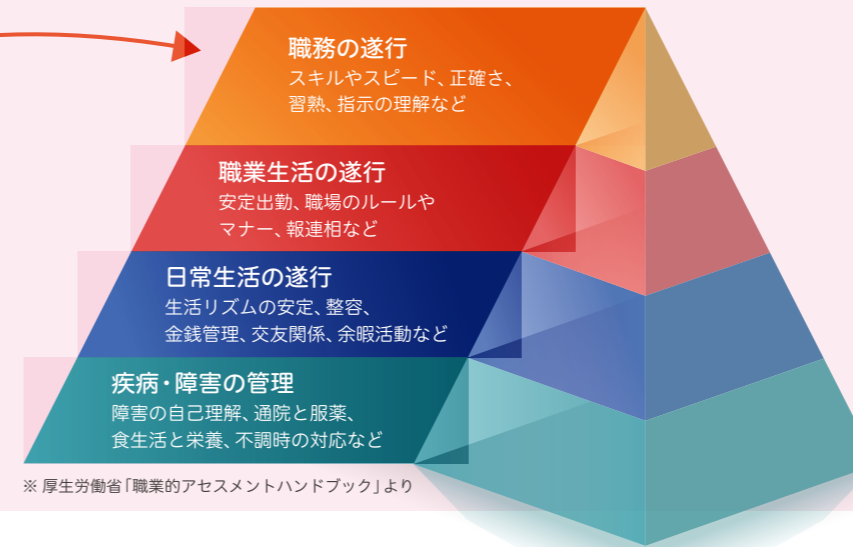 職務の遂行
スキルやスピード、正確さ、
習熟、指示の理解など
職業生活の遂行
安定出勤、職場のルールや
マナー、報連相など
日常生活の遂行
生活リズムの安定、整容、
金銭管理、交友関係、余暇活動など
疾病・障害の管理
障害の自己理解、通院と服薬、
食生活と栄養、不調時の対応など
※ 厚生労働省「職業的アセスメントハンドブック」より